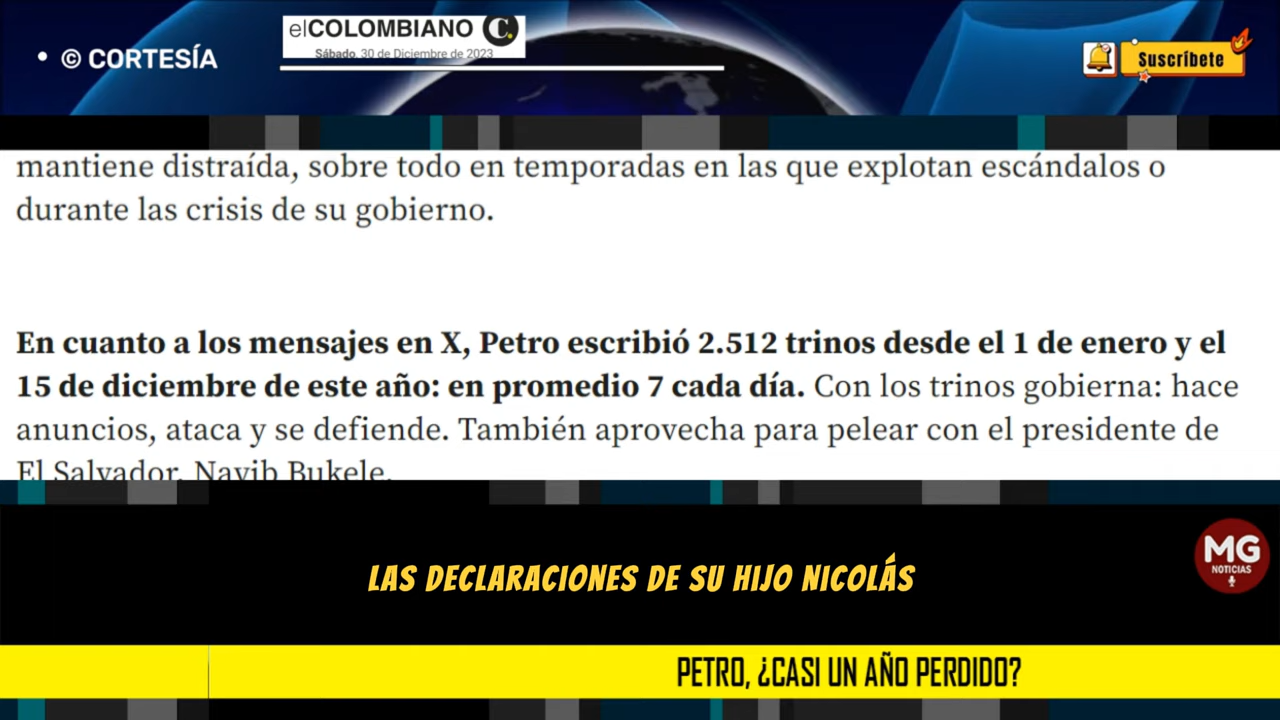 elCOLOMBIANO C.
Sábado, 30 de Diciembre de 2023
• © CORTESÍA
Suscríbete
mantiene distraída, sobre todo en temporadas en las que explotan escándalos o
durante las crisis de su gobierno.
En cuanto a los mensajes en X, Petro escribió 2.512 trinos desde el 1 de enero y el
15 de diciembre de este año: en promedio 7 cada día. Con los trinos gobierna: hace
anuncios, ataca y se defiende. También aprovecha para pelear con el presidente de
El Salvador, Nayib Bukele.
MG
NOTICIAS
LAS DECLARACIONES DE SU HIJO NICOLÁS
PETRO, ¿CASI UN AÑO PERDIDO?